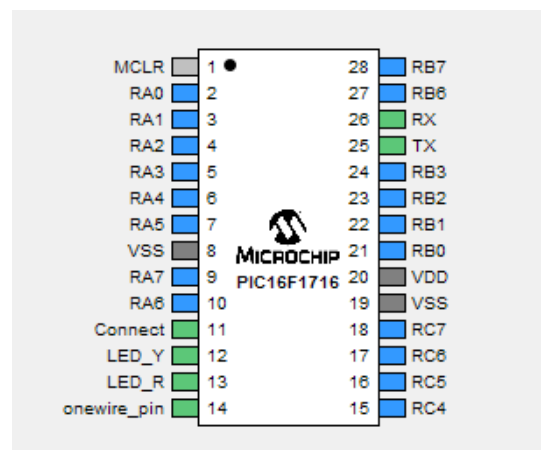 MCLR 1 28 RB7
RA0 2 27 RB6
RA1 3 26 RX
RA2 4 25 TX
RA3 5 24 RB3
RA4 6 23 RB2
RA5 7 22 RB1
VSS 8 MICROCHIP 21 RB0
RA7 9 PIC16F1716 20 VDD
RA6 10 19 VSS
Connect 11 18 RC7
LED_Y 12 17 RC6
LED_R 13 16 RC5
onewire_pin 14 15 RC4